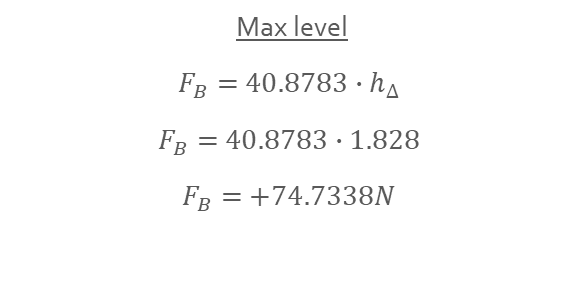 Max level
F_B = 40.8783 · h_Δ
F_B = 40.8783 · 1.828
F_B = +74.7338N